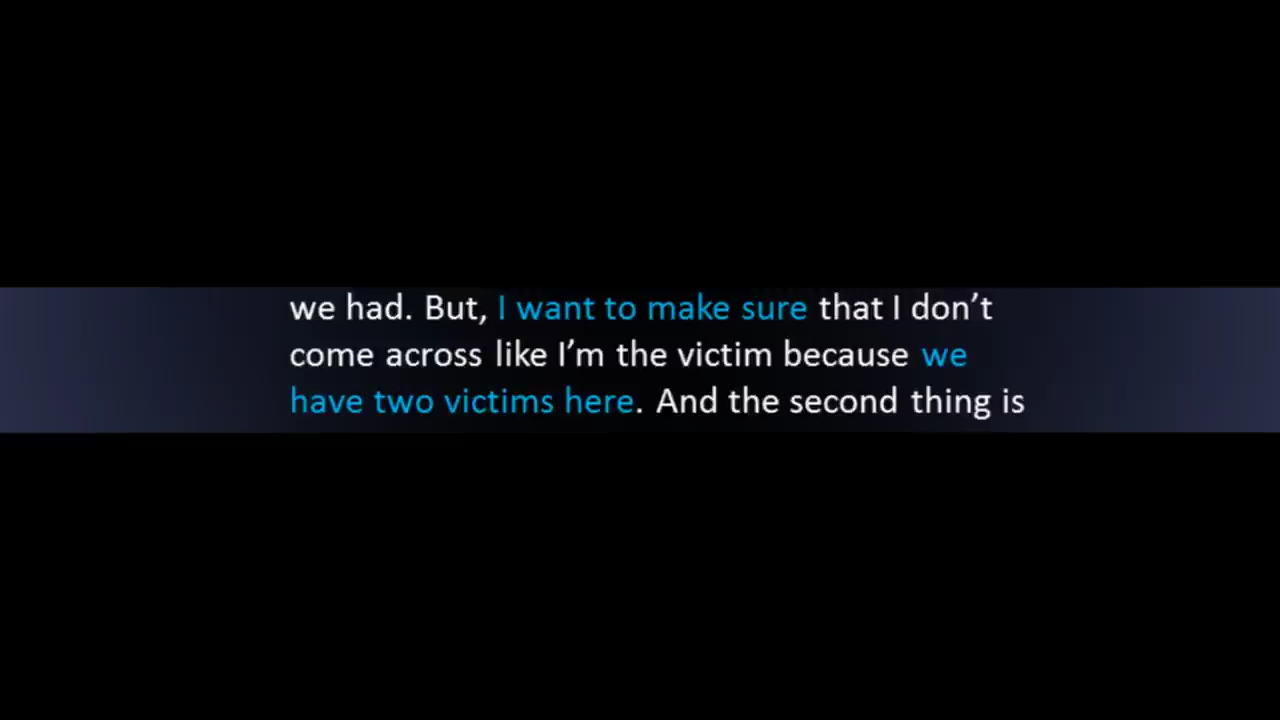 we had. But, I want to make sure that I don’t
come across like I’m the victim because we
have two victims here. And the second thing is